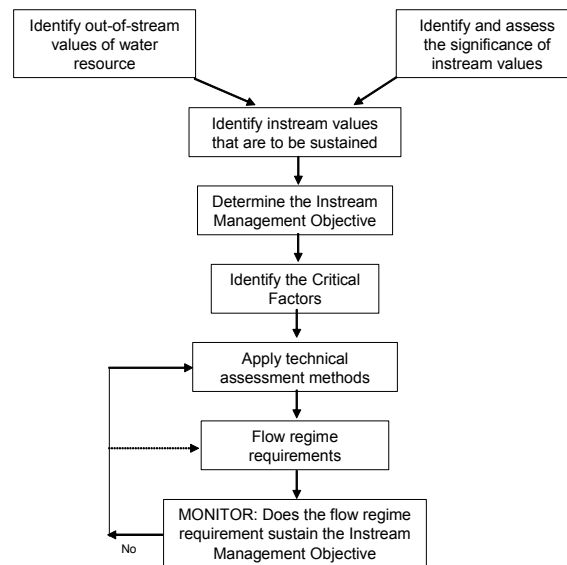 Identify out-of-stream
values of water
resource
Identify and assess
the significance of
instream values
Identify instream values
that are to be sustained
Determine the Instream
Management Objective
Identify the Critical
Factors
Apply technical
assessment methods
Flow regime
requirements
MONITOR: Does the flow regime
requirement sustain the Instream
Management Objective
No